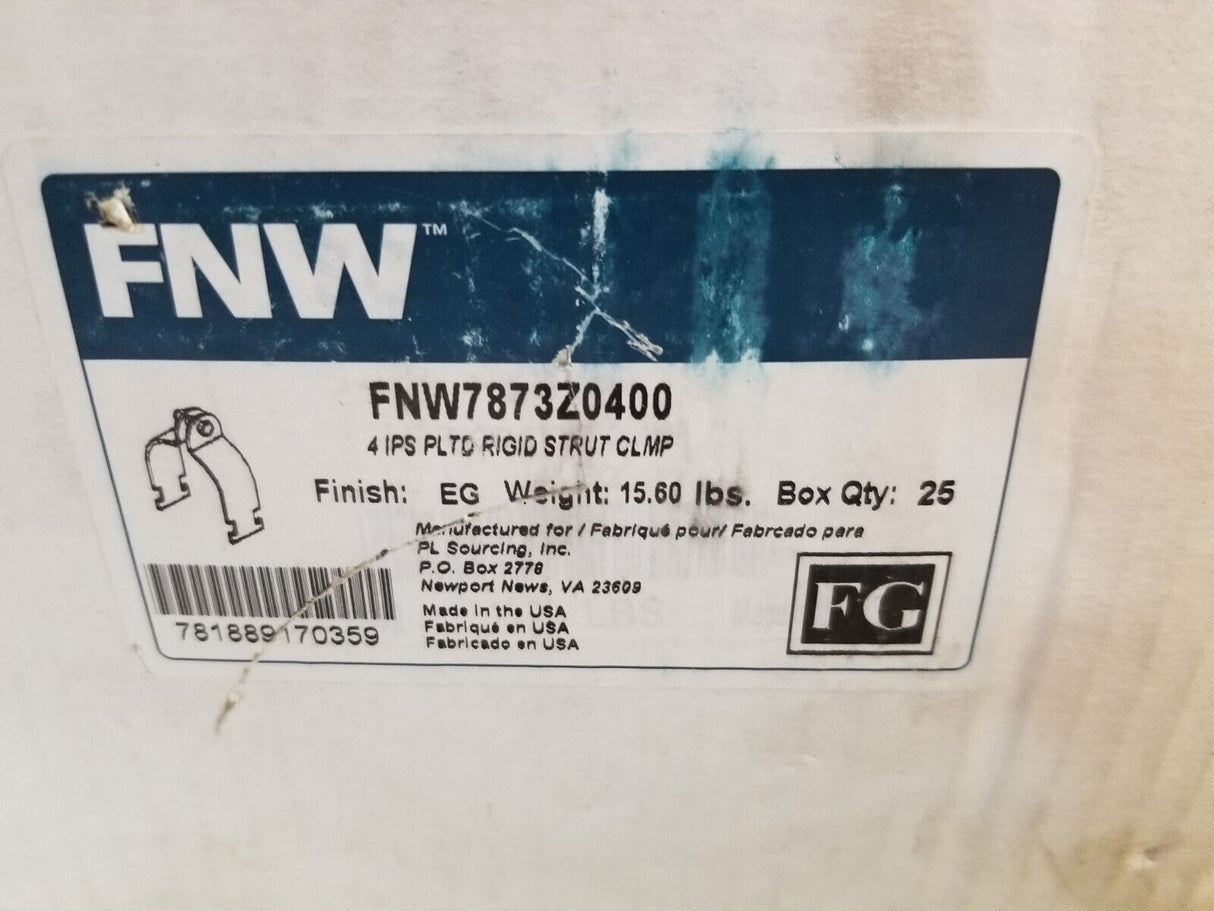 FNW™
FNW7873Z0400
4 IPS PLTD RIGID STRUT CLMP
Finish: EG Weight: 15.60 lbs. Box Qty: 25
Manufactured for / Fabriqué pour/ Fabrcado para
PL Sourcing, Inc.
P.O. Box 2778
Newport News, VA 23609
Made in the USA
Fabriqué en USA
Fabricado en USA
781889170359
FG